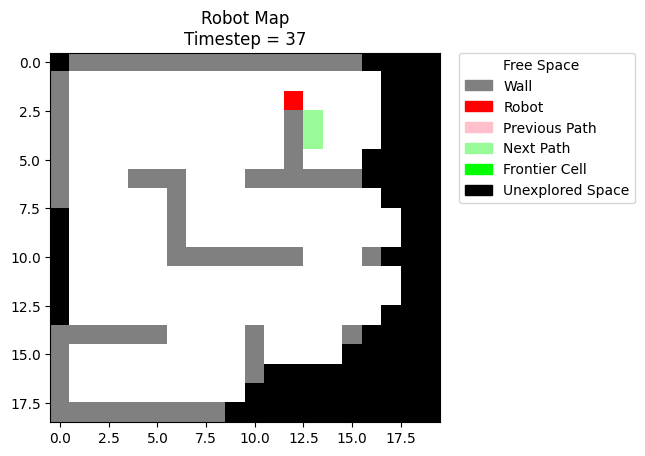 Robot Map
Timestep = 37
0.0
2.5
5.0
7.5
10.0
12.5
15.0
17.5
0.0
2.5
5.0
7.5
10.0
12.5
15.0
17.5
Free Space
Wall
Robot
Previous Path
Next Path
Frontier Cell
Unexplored Space